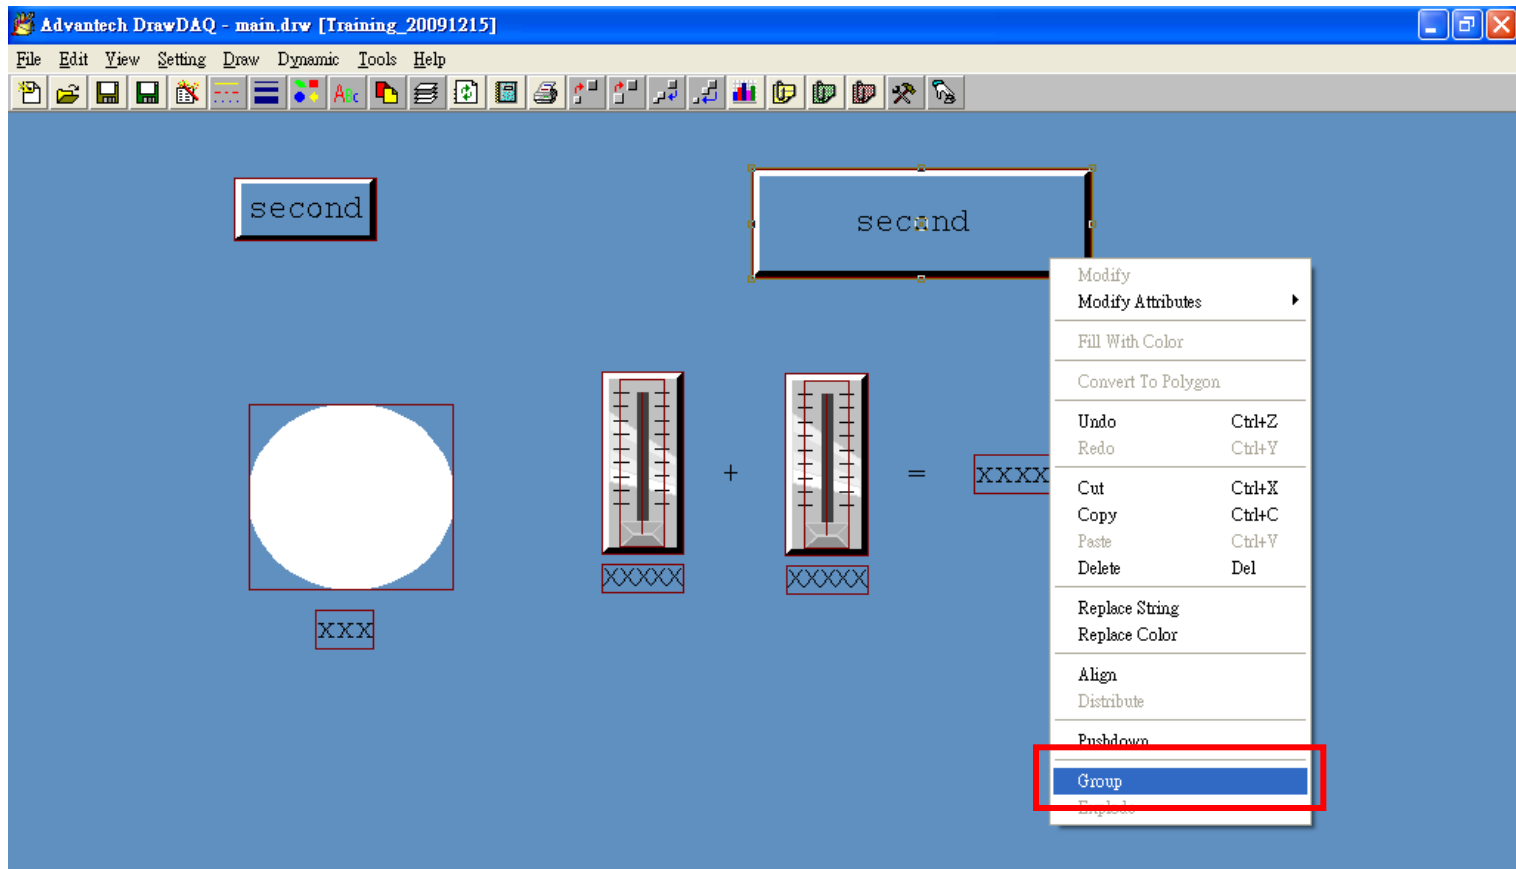 Advantech DrawDAQ - main.drw [Training_20091215]
File Edit View Setting Draw Dynamic Tools Help
ABc
second
second
Modify
Modify Attributes
Fill With Color
Convert To Polygon
Undo Ctrl+Z
Redo Ctrl+Y
+ = XXXX
Cut Ctrl+X
Copy Ctrl+C
Paste Ctrl+V
Delete Del
XXXXX XXXXX
Replace String
XXX
Replace Color
Align
Distribute
Pushdown
Group
Explode